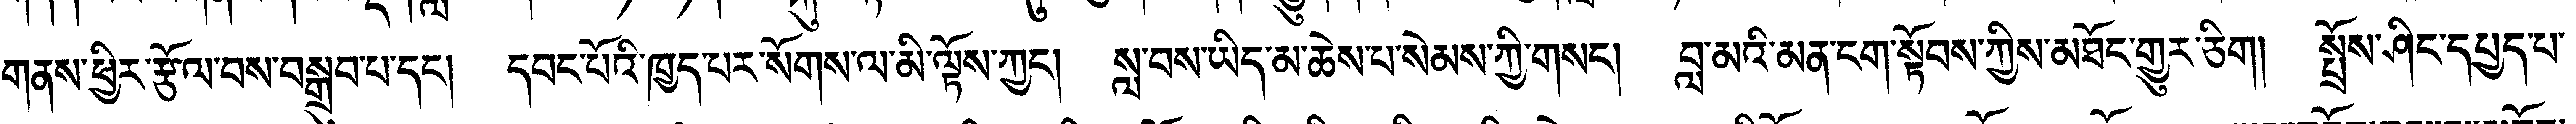 གནས་ཕྱིར་རྩོལ་བས་བསྒྲུབ་པ་དང། དབང་པོའི་ཁྱད་པར་སོགས་ལ་མི་ལྟོས་ཀྱང། སླ་བས་ཡིད་མ་ཆེས་པ་སེམས་ཀྱི་གསང། བླ་མའི་མན་ངག་སྟོབས་ཀྱིས་མཐོང་གྱུར་ཅིག། སྤྲོས་ཤིང་དཔྱད་པ་